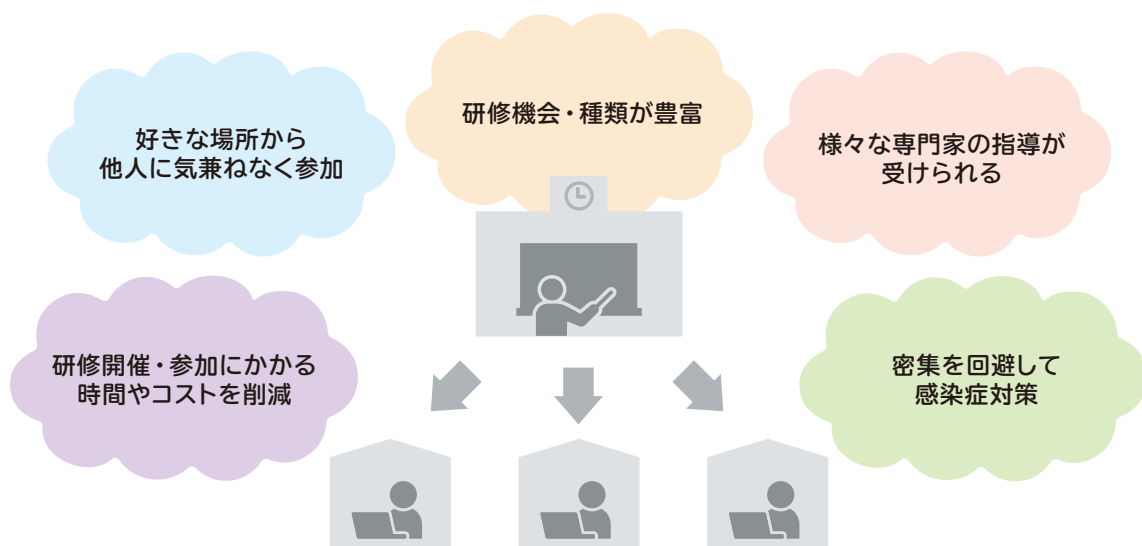 研修機会・種類が豊富
好きな場所から
他人に気兼ねなく参加
様々な専門家の指導が
受けられる
研修開催・参加にかかる
時間やコストを削減
密集を回避して
感染症対策